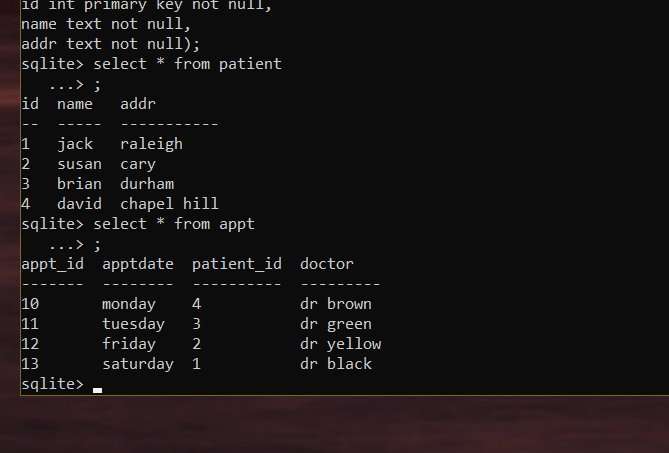 id int primary key not null,
name text not null,
addr text not null);
sqlite> select * from patient
   ...> ;
id  name   addr
--  -----  -----------
1   jack   raleigh
2   susan  cary
3   brian  durham
4   david  chapel hill
sqlite> select * from appt
   ...> ;
appt_id  apptdate  patient_id  doctor
-------  --------  ----------  ---------
10       monday    4           dr brown
11       tuesday   3           dr green
12       friday    2           dr yellow
13       saturday  1           dr black
sqlite>